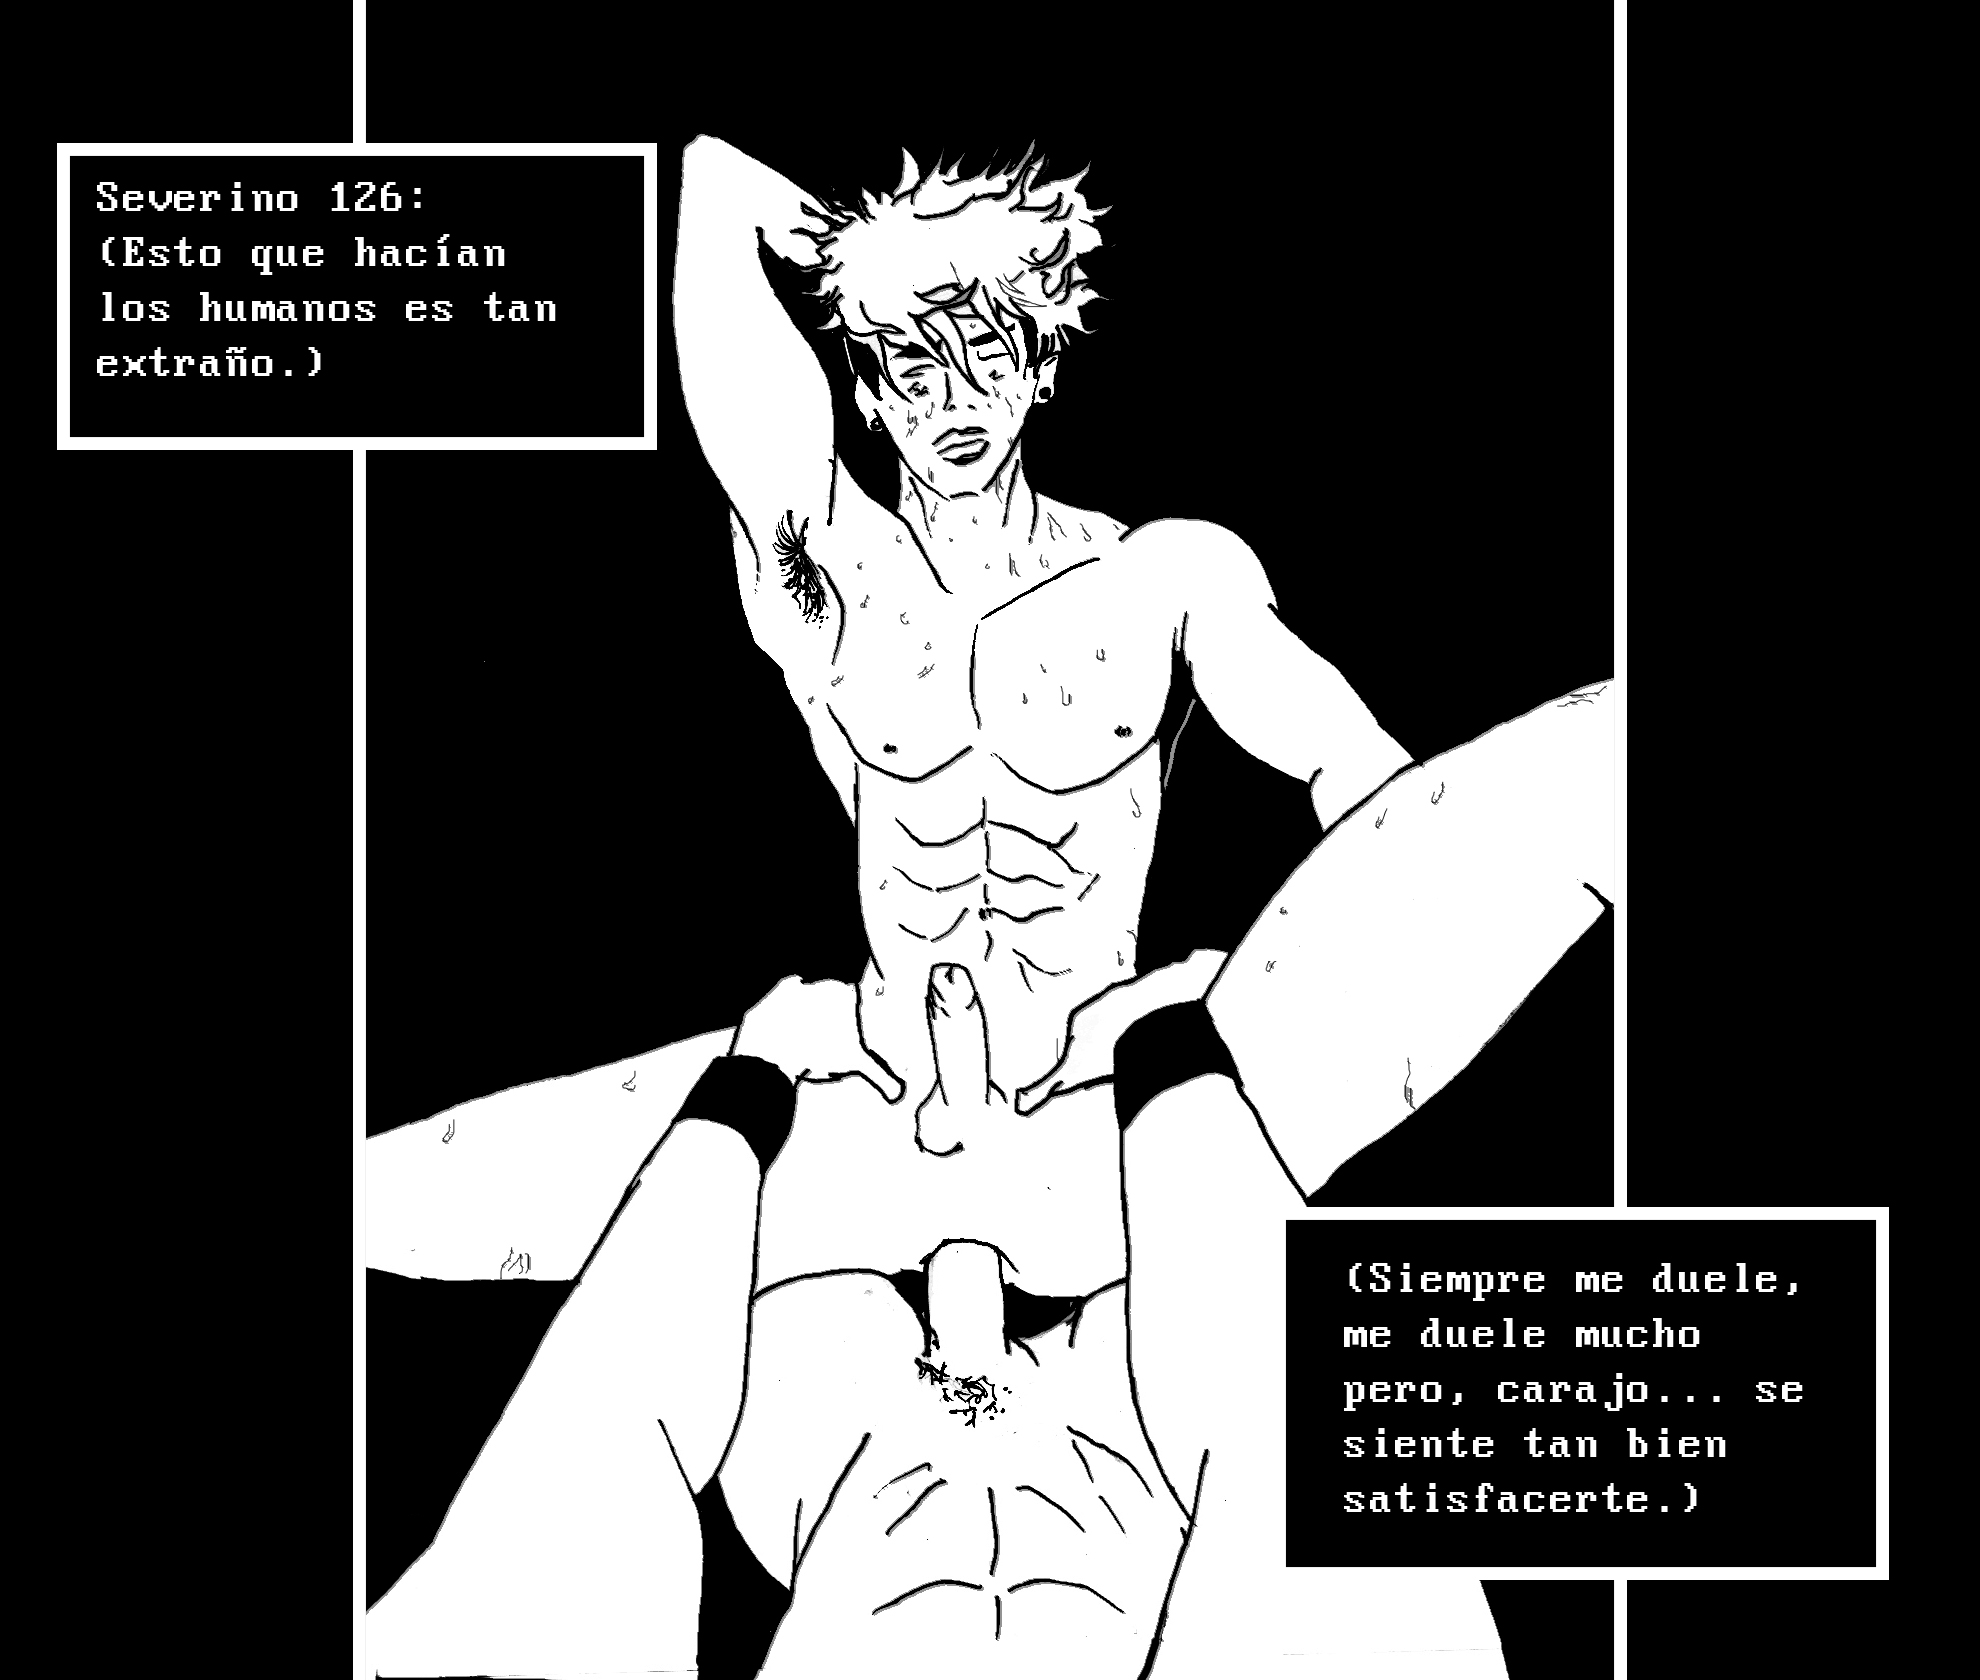 Severino 126:
(Esto que hacían
los humanos es tan
extraño.)
(Siempre me duele,
me duele mucho
pero, carajo... se
siente tan bien
satisfacerte.)